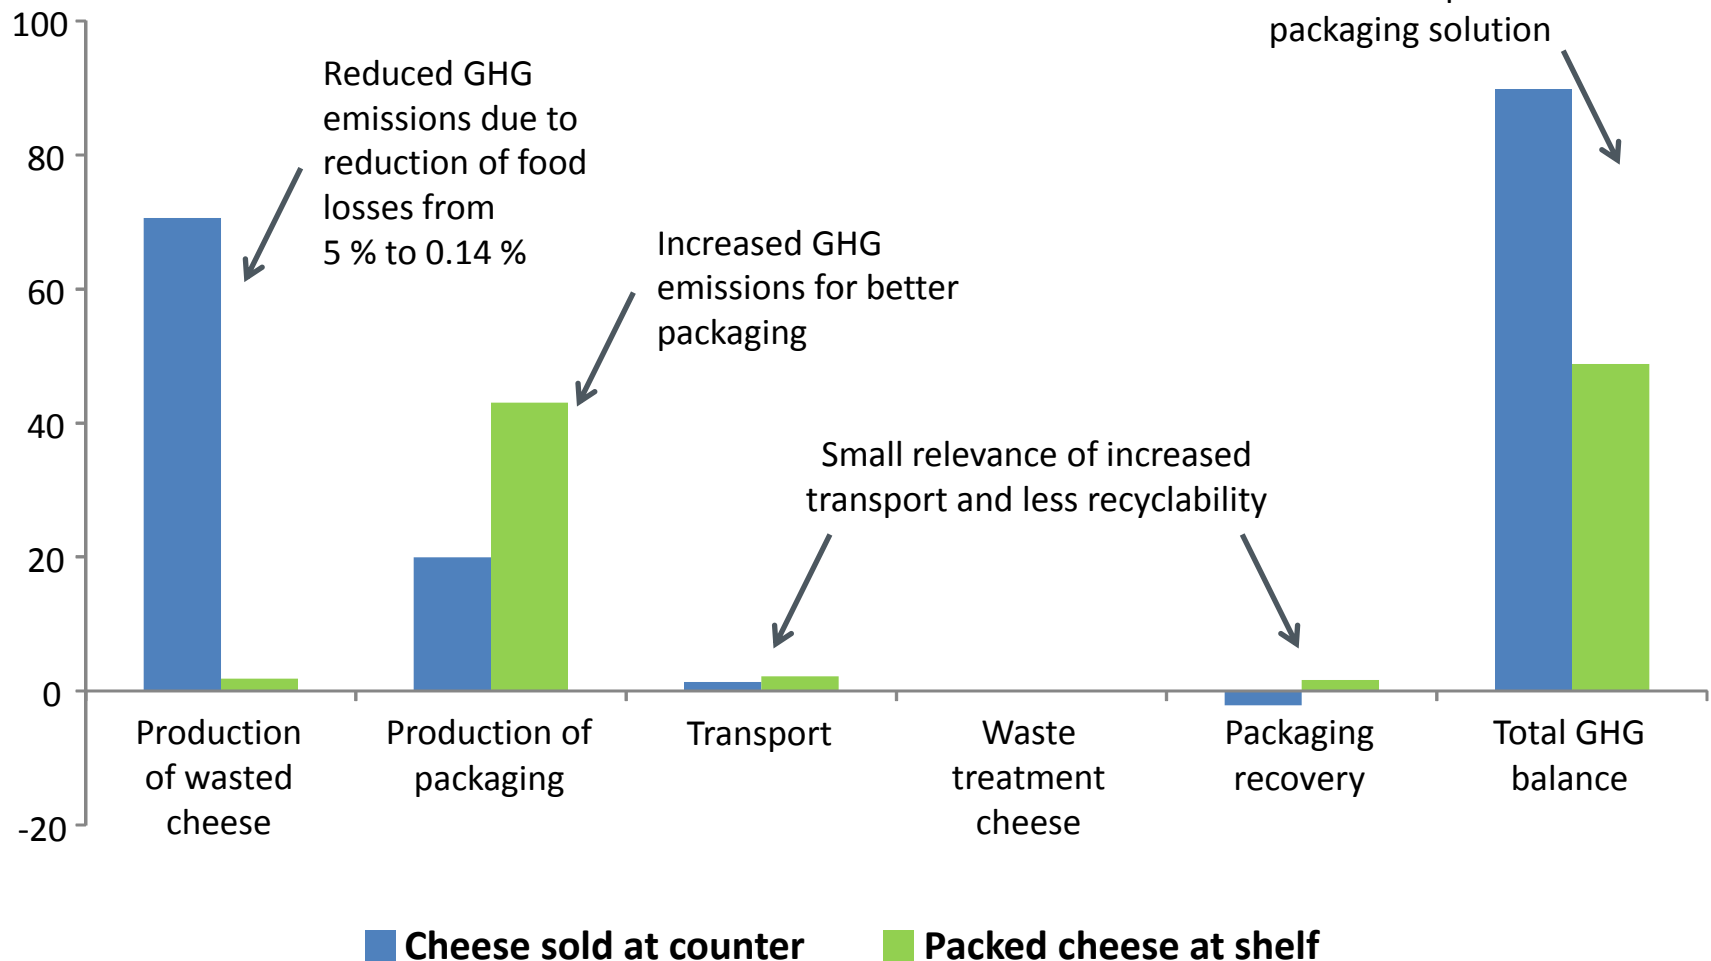 packaging solution
100
80
60
40
20
0
-20
Reduced GHG
emissions due to
reduction of food
losses from
5 % to 0.14 %
Increased GHG
emissions for better
packaging
Small relevance of increased
transport and less recyclability
Production
of wasted
cheese
Production of
packaging
Transport
Waste
treatment
cheese
Packaging
recovery
Total GHG
balance
Cheese sold at counter
Packed cheese at shelf